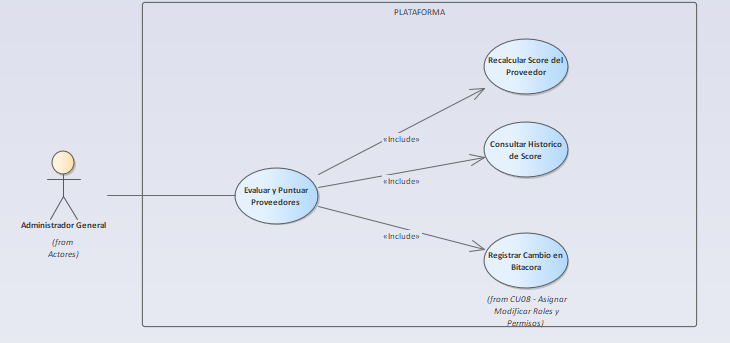 PLATAFORMA
Recalcular Score del
Proveedor
«Include»
Consultar Historico
de Score
«Include»
Evaluar y Puntuar
Proveedores
Administrador General
(from
Actores)
«Include»
Registrar Cambio en
Bitacora
(from CU08 - Asignar
Modificar Roles y
Permisos)